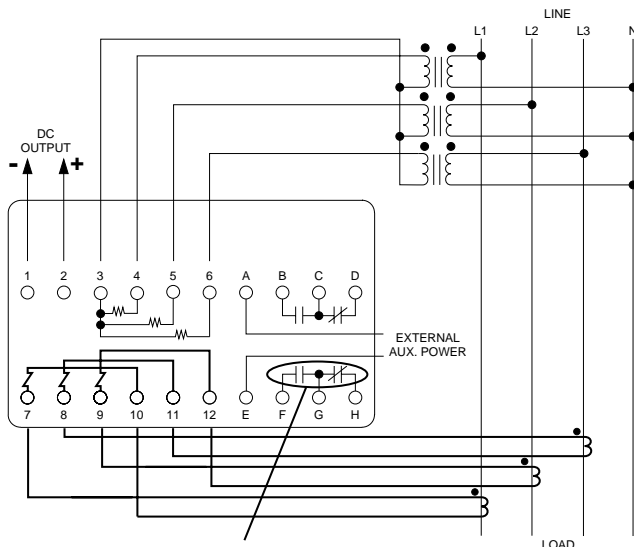 LINE
L1 L2 L3 N
DC
OUTPUT
- +
1 2 3 4 5 6 A B C D
EXTERNAL
AUX. POWER
7 8 9 10 11 12 E F G H
LOAD